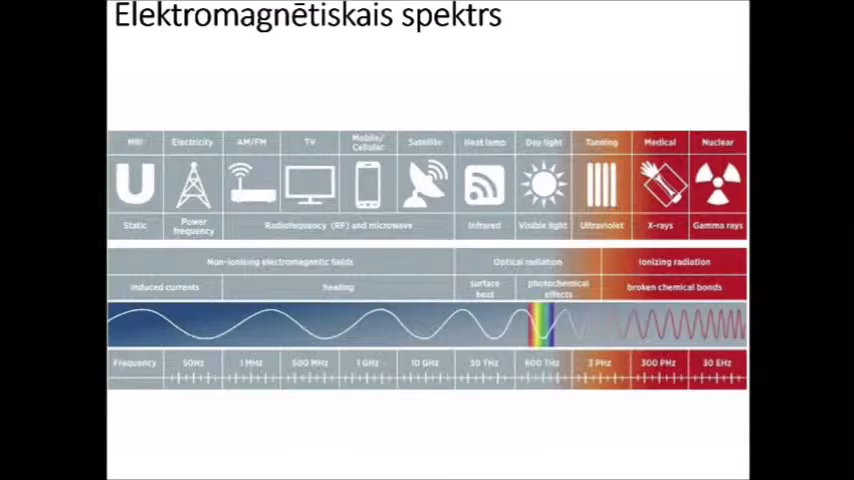 Elektromagnētiskais spektrs
MRI Electricity AM/FM TV Mobile/ Cellular Satellite Heat lamp Day light Tanning Medical Nuclear
Static Power frequency Radiofrequency (RF) and microwave Infrared Visible light Ultraviolet X-rays Gamma rays
Non-ionising electromagnetic fields Optical radiation Ionizing radiation
induced currents heating surface heat photochemical effects broken chemical bonds
Frequency 50Hz 1 MHz 500 MHz 1 GHz 10 GHz 30 THz 600 THz 3 PHz 300 PHz 30 EHz